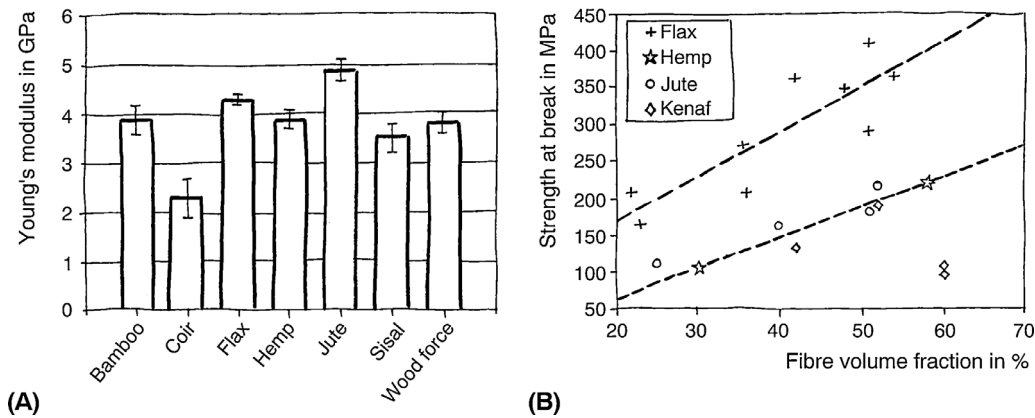 Young's modulus in GPa
6
5
4
3
2
1
0
Bamboo
Coir
Flax
Hemp
Jute
Sisal
Wood force
(A)
Strength at break in MPa
450
400
350
300
250
200
150
100
50
Flax
Hemp
Jute
Kenaf
20 30 40 50 60 70
Fibre volume fraction in %
(B)